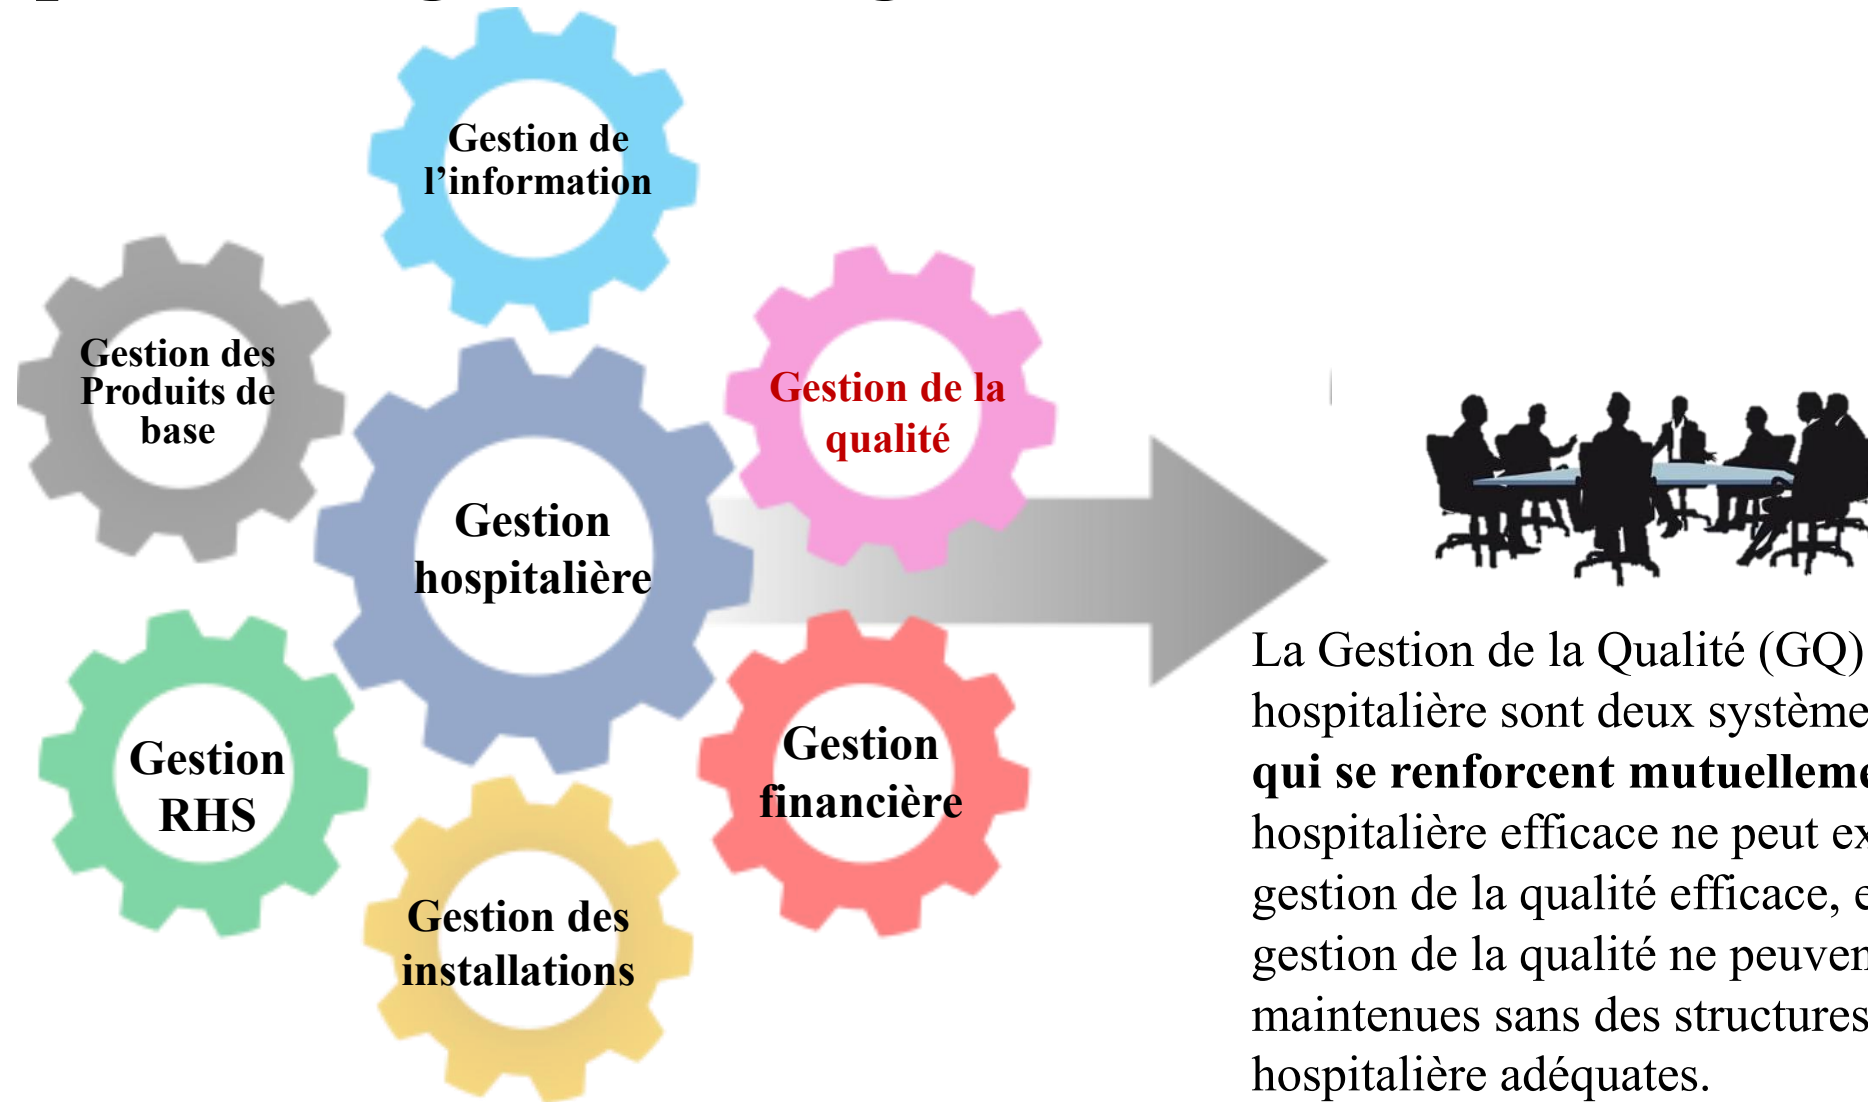 Gestion de
l’information
Gestion des
Produits de
base
Gestion de la
qualité
Gestion
hospitalière
Gestion
RHS
Gestion
financière
Gestion des
installations
La Gestion de la Qualité (GQ)
hospitalière sont deux système
qui se renforcent mutuelleme
hospitalière efficace ne peut ex
gestion de la qualité efficace, e
gestion de la qualité ne peuven
maintenues sans des structures
hospitalière adéquates.